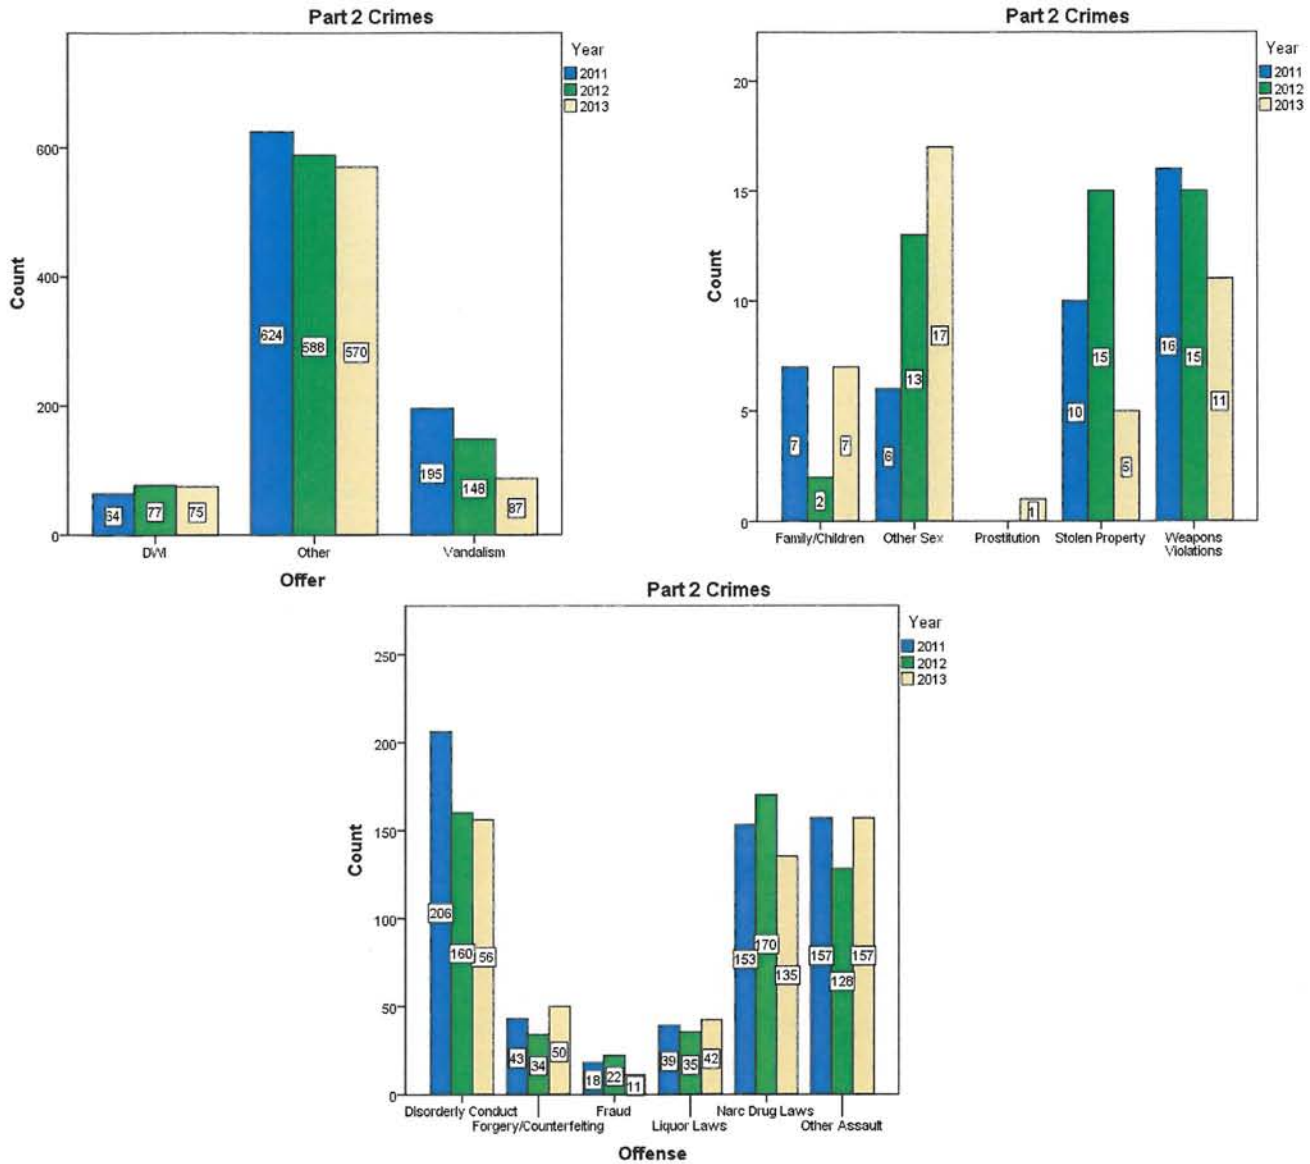 Part 2 Crimes
Year
2011
2012
2013
Count
600
400
200
0
624
588
570
195
148
87
64
77
75
DWI
Other
Vandalism
Offer
Part 2 Crimes
Year
2011
2012
2013
Count
20
15
10
5
0
7
2
7
6
13
17
1
10
15
5
16
15
11
Family/Children
Other Sex
Prostitution
Stolen Property
Weapons
Violations
Part 2 Crimes
Year
2011
2012
2013
Count
250
200
150
100
50
0
206
160
56
43
34
50
18
22
11
39
35
42
153
170
135
157
128
157
Disorderly Conduct
Forgery/Counterfeiting
Fraud
Liquor Laws
Narc Drug Laws
Other Assault
Offense